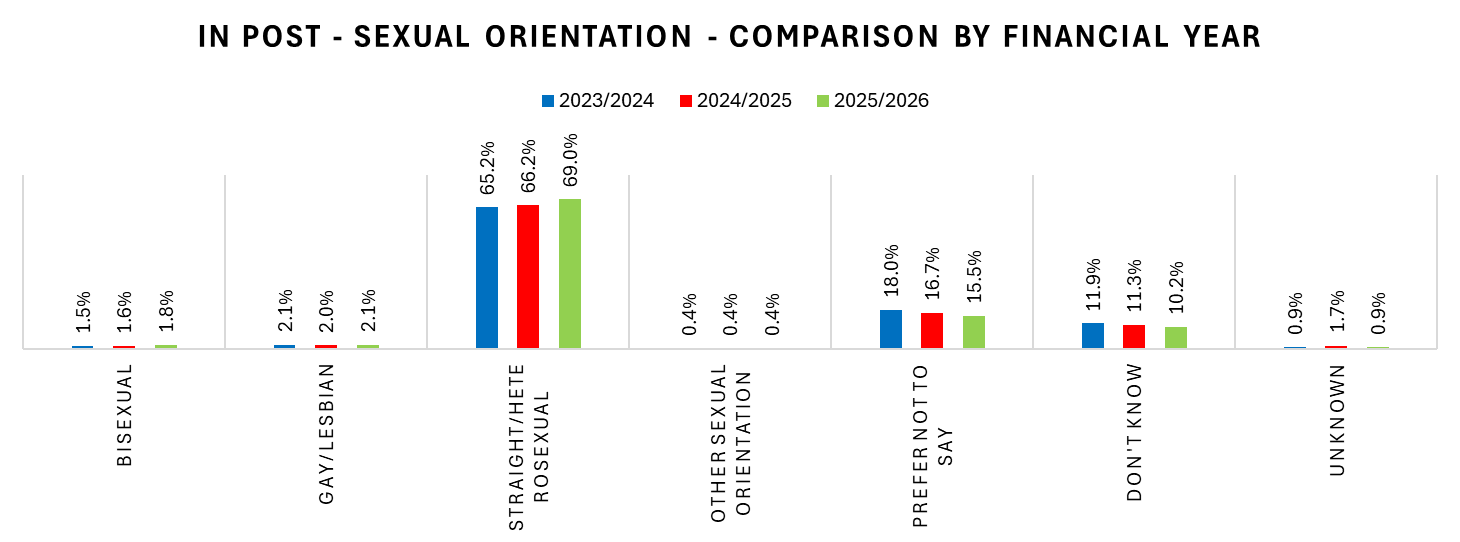 IN POST - SEXUAL ORIENTATION - COMPARISON BY FINANCIAL YEAR
2023/2024 2024/2025 2025/2026
1.5% 1.6% 1.8%
2.1% 2.0% 2.1%
65.2% 66.2% 69.0%
0.4% 0.4% 0.4%
18.0% 16.7% 15.5%
11.9% 11.3% 10.2%
0.9% 1.7% 0.9%
BISEXUAL
GAY/LESBIAN
STRAIGHT/HETE
ROSEXUAL
OTHER SEXUAL
ORIENTATION
PREFER NOT TO
SAY
DON'T KNOW
UNKNOWN